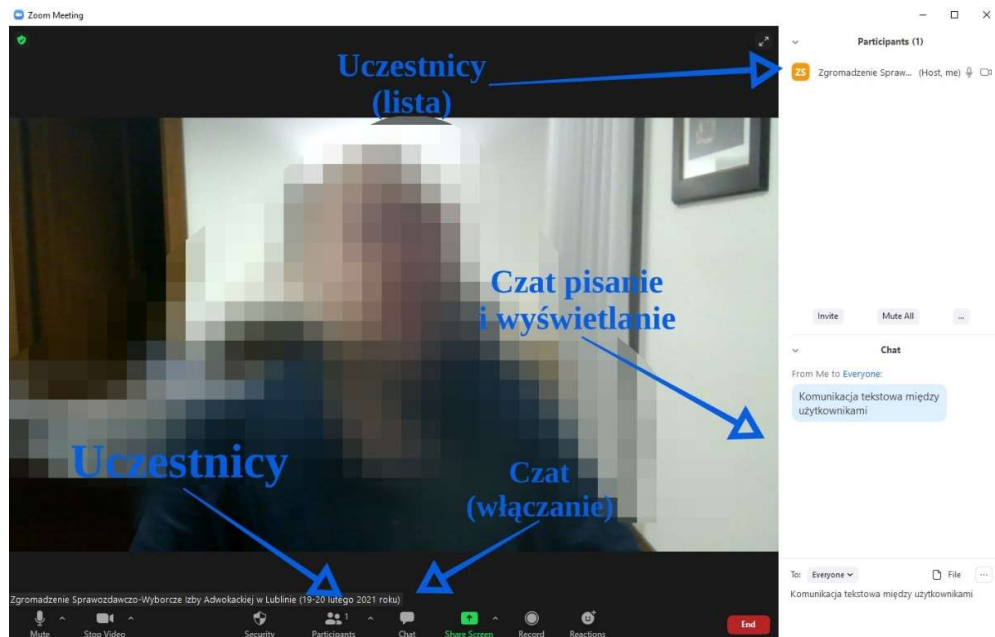 Zoom Meeting
Participants (1)
ZS Zgromadzenie Spraw... (Host, me)
Uczestnicy
(lista)
Czat pisanie
i wyświetlanie
Invite Mute All ...
Chat
From Me to Everyone:
Komunikacja tekstowa między
użytkownikami
Uczestnicy
Czat
(włączanie)
To: Everyone File ...
Komunikacja tekstowa między użytkownikami
Zgromadzenie Sprawozdawczo-Wyborcze Izby Adwokackiej w Lublinie (19-20 lutego 2021 roku)
1
Mute Stop Video Security Participants Chat Share Screen Record Reactions End